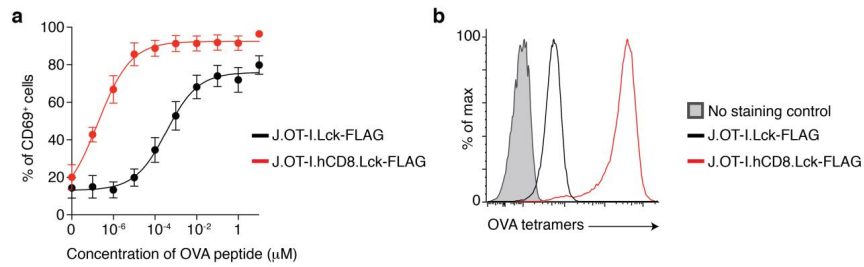 a
100
80
60
40
20
0
% of CD69⁺ cells
0 10⁻⁶ 10⁻⁴ 10⁻² 1
Concentration of OVA peptide (µM)
J.OT-I.Lck-FLAG
J.OT-I.hCD8.Lck-FLAG
b
100
0
% of max
OVA tetramers
No staining control
J.OT-I.Lck-FLAG
J.OT-I.hCD8.Lck-FLAG